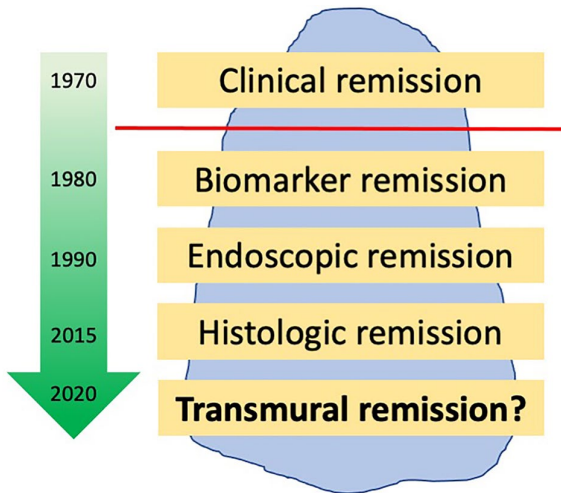 1970
Clinical remission
1980
Biomarker remission
1990
Endoscopic remission
2015
Histologic remission
2020
Transmural remission?